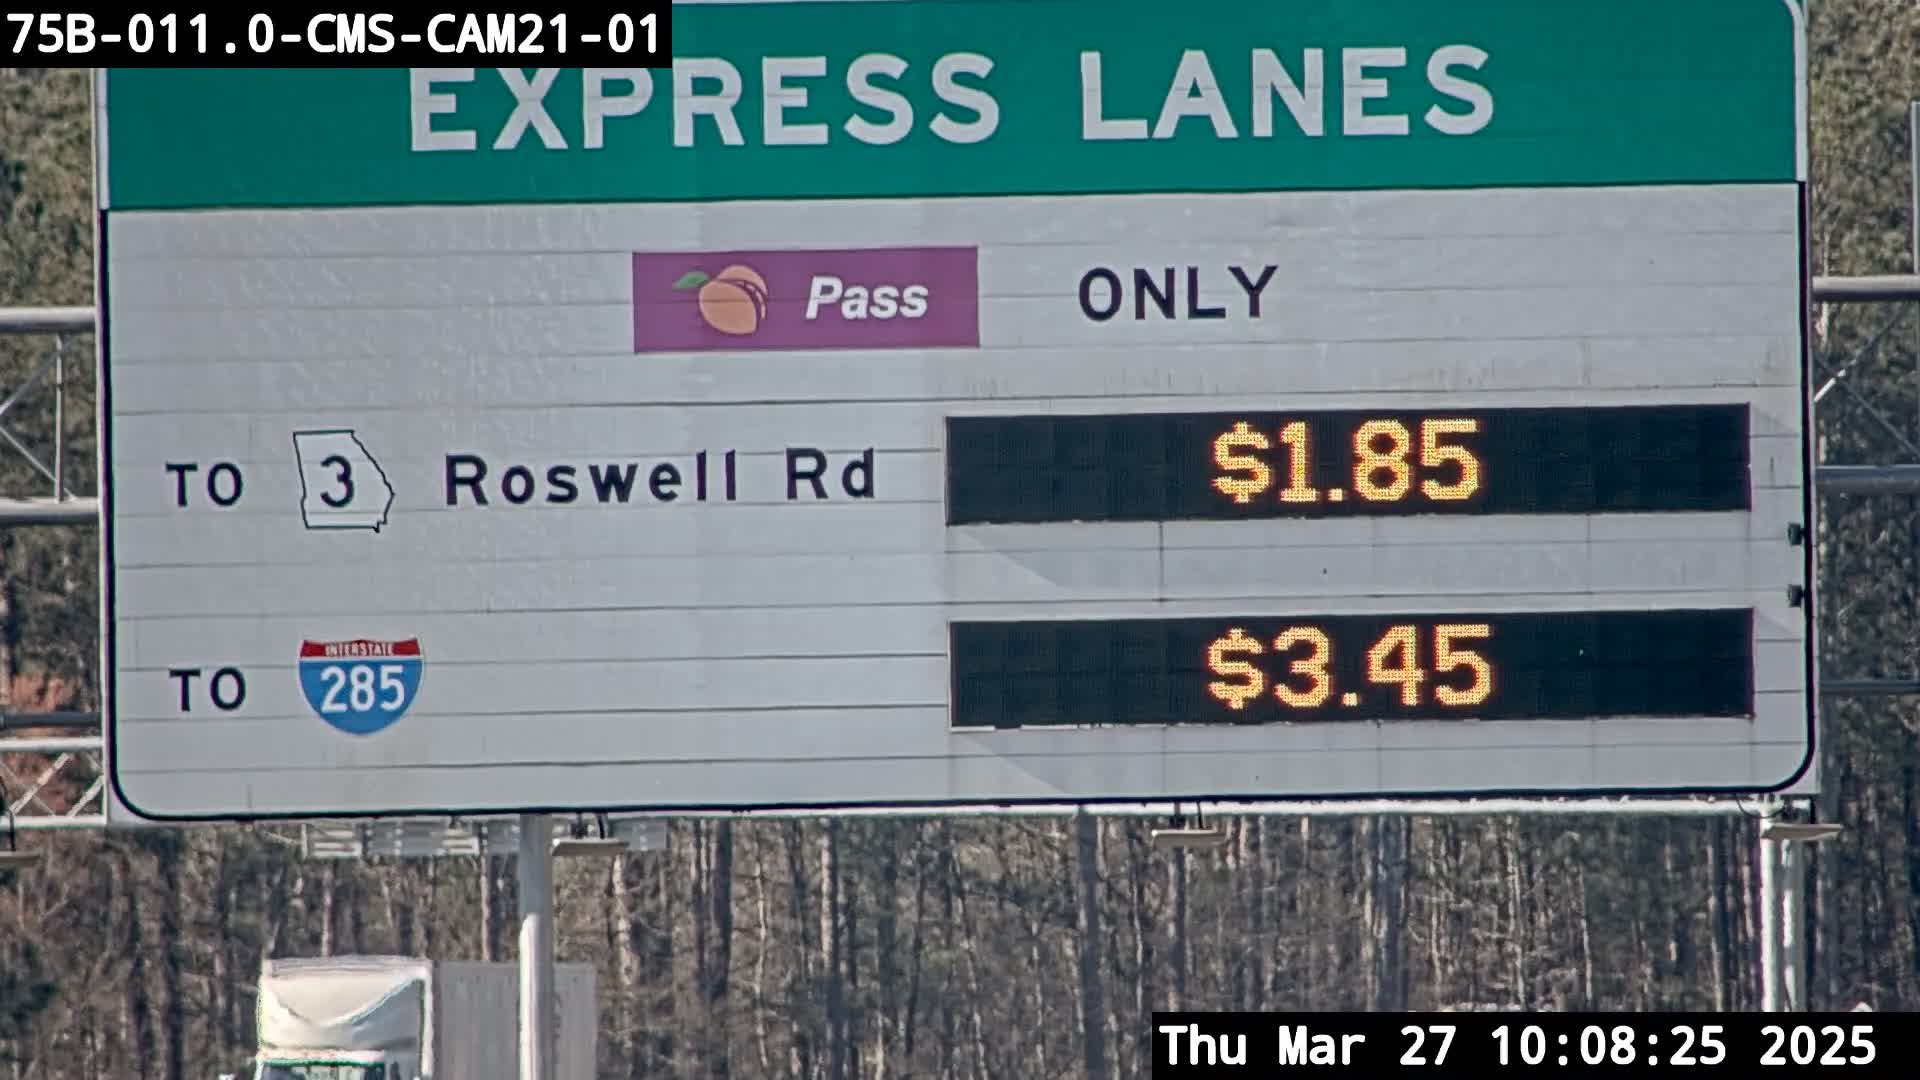 75B-011.0-CMS-CAM21-01
EXPRESS LANES
Pass ONLY
TO 3 Roswell Rd $1.85
INTERSTATE
TO 285 $3.45
Thu Mar 27 10:08:25 2025